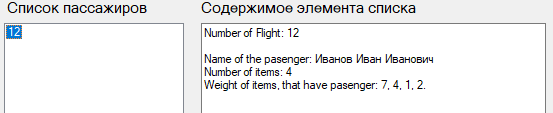 Список пассажиров
Содержимое элемента списка
12
Number of Flight: 12
Name of the pasenger: Иванов Иван Иванович
Number of items: 4
Weight of items, that have pasenger: 7, 4, 1, 2.